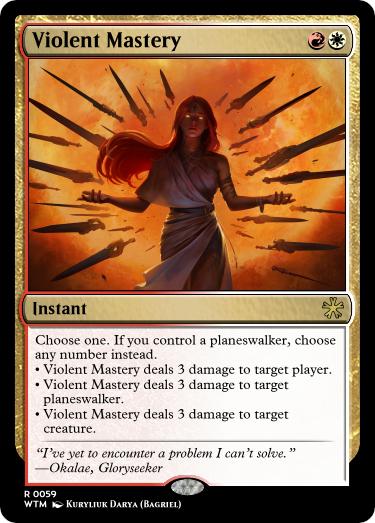 Violent Mastery
Instant
Choose one. If you control a planeswalker, choose
any number instead.
• Violent Mastery deals 3 damage to target player.
• Violent Mastery deals 3 damage to target
planeswalker.
• Violent Mastery deals 3 damage to target
creature.
“I’ve yet to encounter a problem I can’t solve.”
—Okalae, Gloryseeker
R 0059
WTM Kuryliuk Darya (Bagriel)